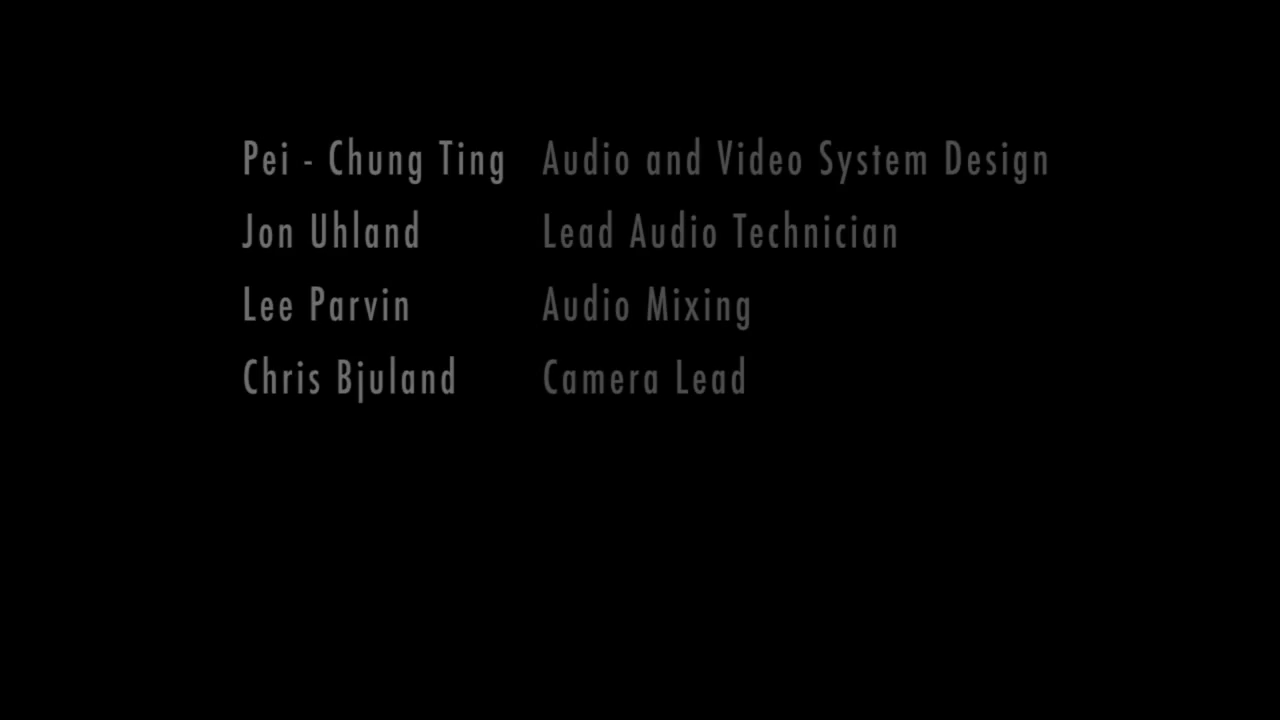 Pei - Chung Ting Audio and Video System Design
Jon Uhland Lead Audio Technician
Lee Parvin Audio Mixing
Chris Bjuland Camera Lead